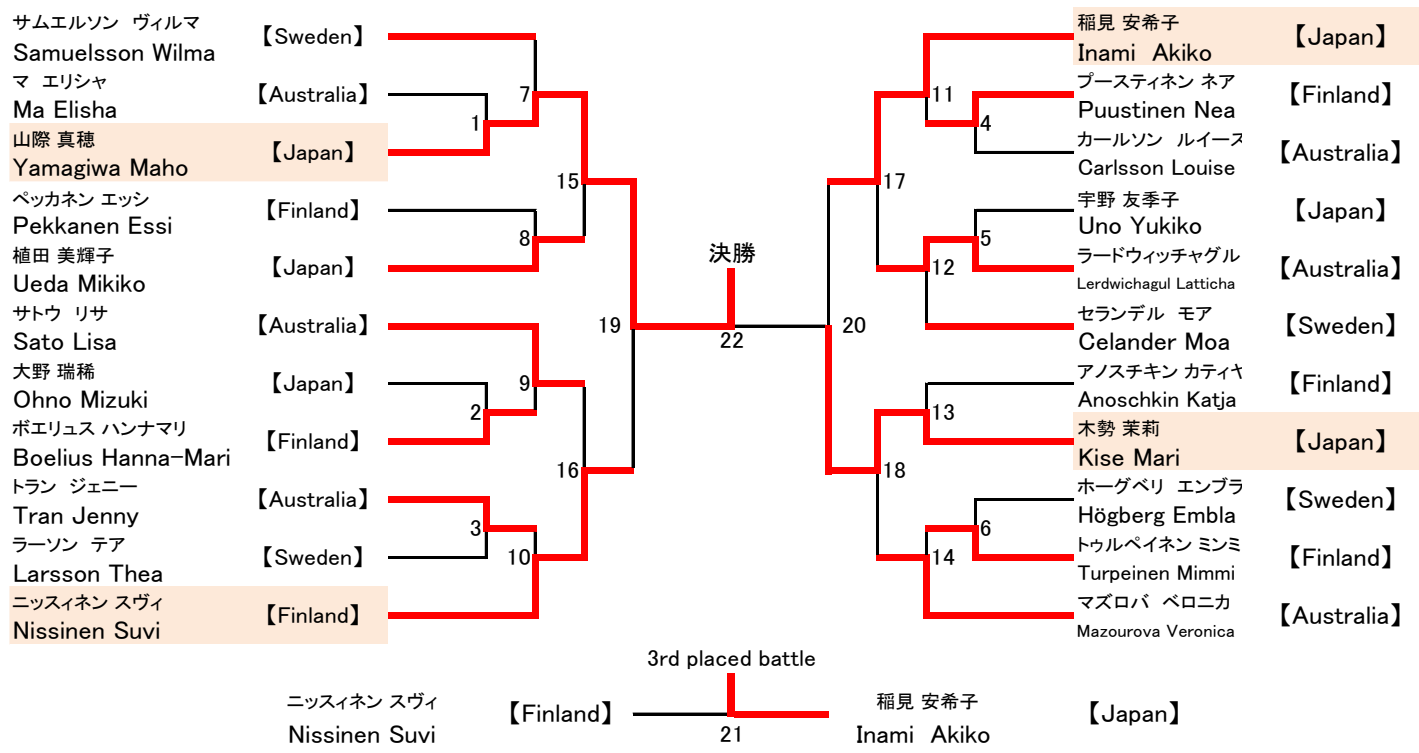 サムエルソン ヴィルマ
Samuelsson Wilma
【Sweden】
マ エリシャ
Ma Elisha
【Australia】
山際 真穂
Yamagiwa Maho
【Japan】
ペッカネン エッシ
Pekkanen Essi
【Finland】
植田 美輝子
Ueda Mikiko
【Japan】
サトウ リサ
Sato Lisa
【Australia】
大野 瑞稀
Ohno Mizuki
【Japan】
ボエリュス ハンナマリ
Boelius Hanna-Mari
【Finland】
トラン ジェニー
Tran Jenny
【Australia】
ラーソン テア
Larsson Thea
【Sweden】
ニッスィネン スヴィ
Nissinen Suvi
【Finland】
7
1
15
8
19
9
2
16
3
10
決勝
22
稲見 安希子
Inami Akiko
【Japan】
プースティネン ネア
Puustinen Nea
【Finland】
カールソン ルイース
Carlsson Louise
【Australia】
宇野 友季子
Uno Yukiko
【Japan】
ラードウィッチャグル
Lerdwichagul Latticha
【Australia】
セランデル モア
Celander Moa
【Sweden】
アノスチキン カティヤ
Anoschkin Katja
【Finland】
木勢 茉莉
Kise Mari
【Japan】
ホーグベリ エンブラ
Högberg Embla
【Sweden】
トゥルペイネン ミンミ
Turpeinen Mimmi
【Finland】
マズロバ ベロニカ
Mazourova Veronica
【Australia】
11
4
17
5
12
20
13
18
6
14
3rd placed battle
ニッスィネン スヴィ
Nissinen Suvi
【Finland】
21
稲見 安希子
Inami Akiko
【Japan】